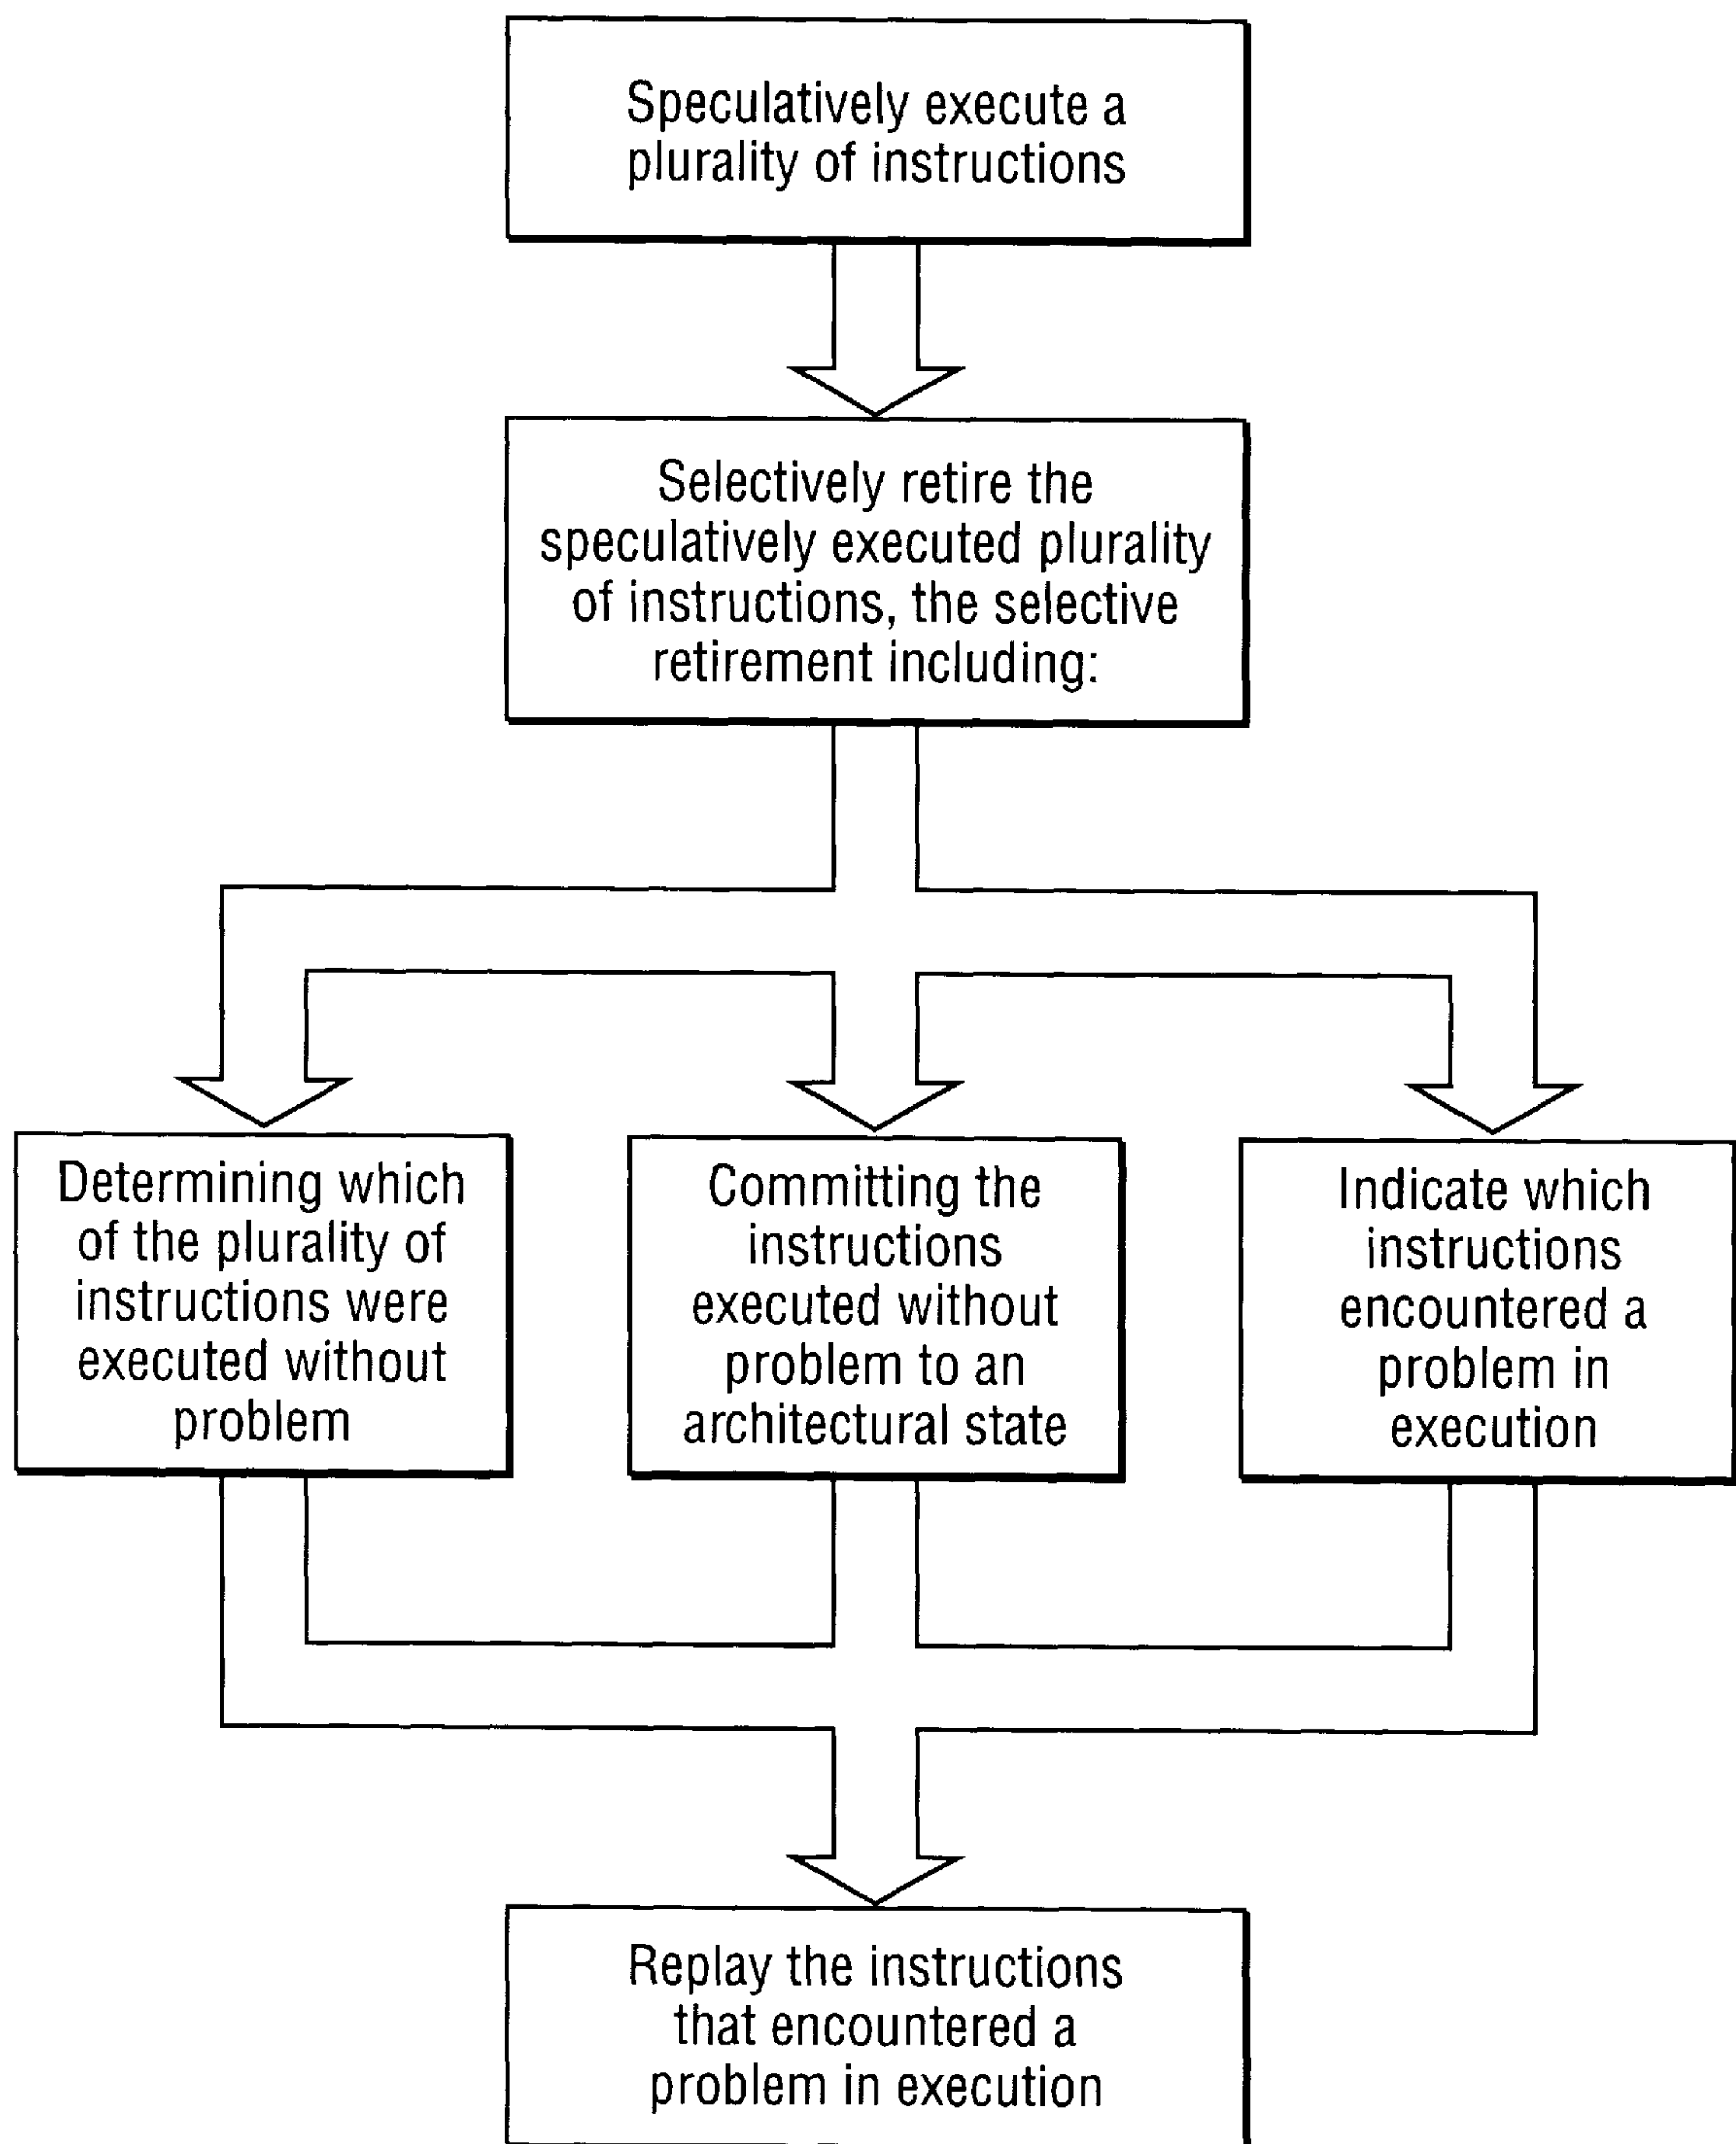 Speculatively execute a
plurality of instructions
Selectively retire the
speculatively executed plurality
of instructions, the selective
retirement including:
Determining which
of the plurality of
instructions were
executed without
problem
Committing the
instructions
executed without
problem to an
architectural state
Indicate which
instructions
encountered a
problem in
execution
Replay the instructions
that encountered a
problem in execution